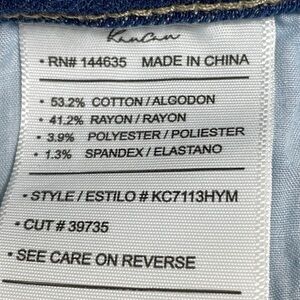 KanCan
• RN# 144635 MADE IN CHINA
• 53.2% COTTON / ALGODON
• 41.2% RAYON / RAYON
• 3.9% POLYESTER / POLIESTER
• 1.3% SPANDEX / ELASTANO
• STYLE / ESTILO # KC7113HYM
• CUT # 39735
• SEE CARE ON REVERSE